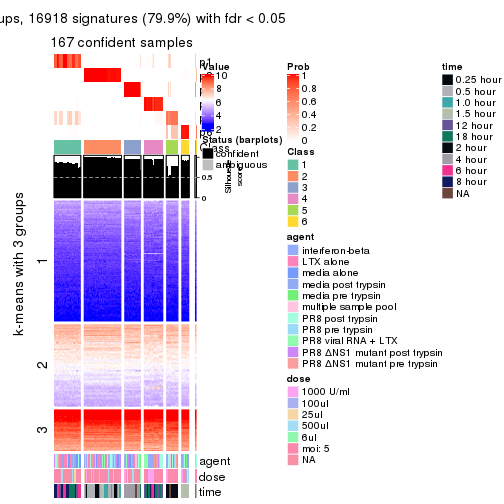 ups, 16918 signatures (79.9%) with fdr < 0.05
167 confident samples
p1
Value
10
8
6
4
2
Status (barplots)
confident
ambiguous
0.5
0
k-means with 3 groups
1
2
3
agent
dose
time
Prob
1
0.8
0.6
0.4
0.2
0
Class
1
2
3
4
5
6
agent
interferon-beta
LTX alone
media alone
media post trypsin
media pre trypsin
multiple sample pool
PR8 post trypsin
PR8 pre trypsin
PR8 viral RNA + LTX
PR8 ΔNS1 mutant post trypsin
PR8 ΔNS1 mutant pre trypsin
dose
1000 U/ml
100ul
25ul
500ul
6ul
moi: 5
NA
time
0.25 hour
0.5 hour
1.0 hour
1.5 hour
12 hour
18 hour
2 hour
4 hour
6 hour
8 hour
NA